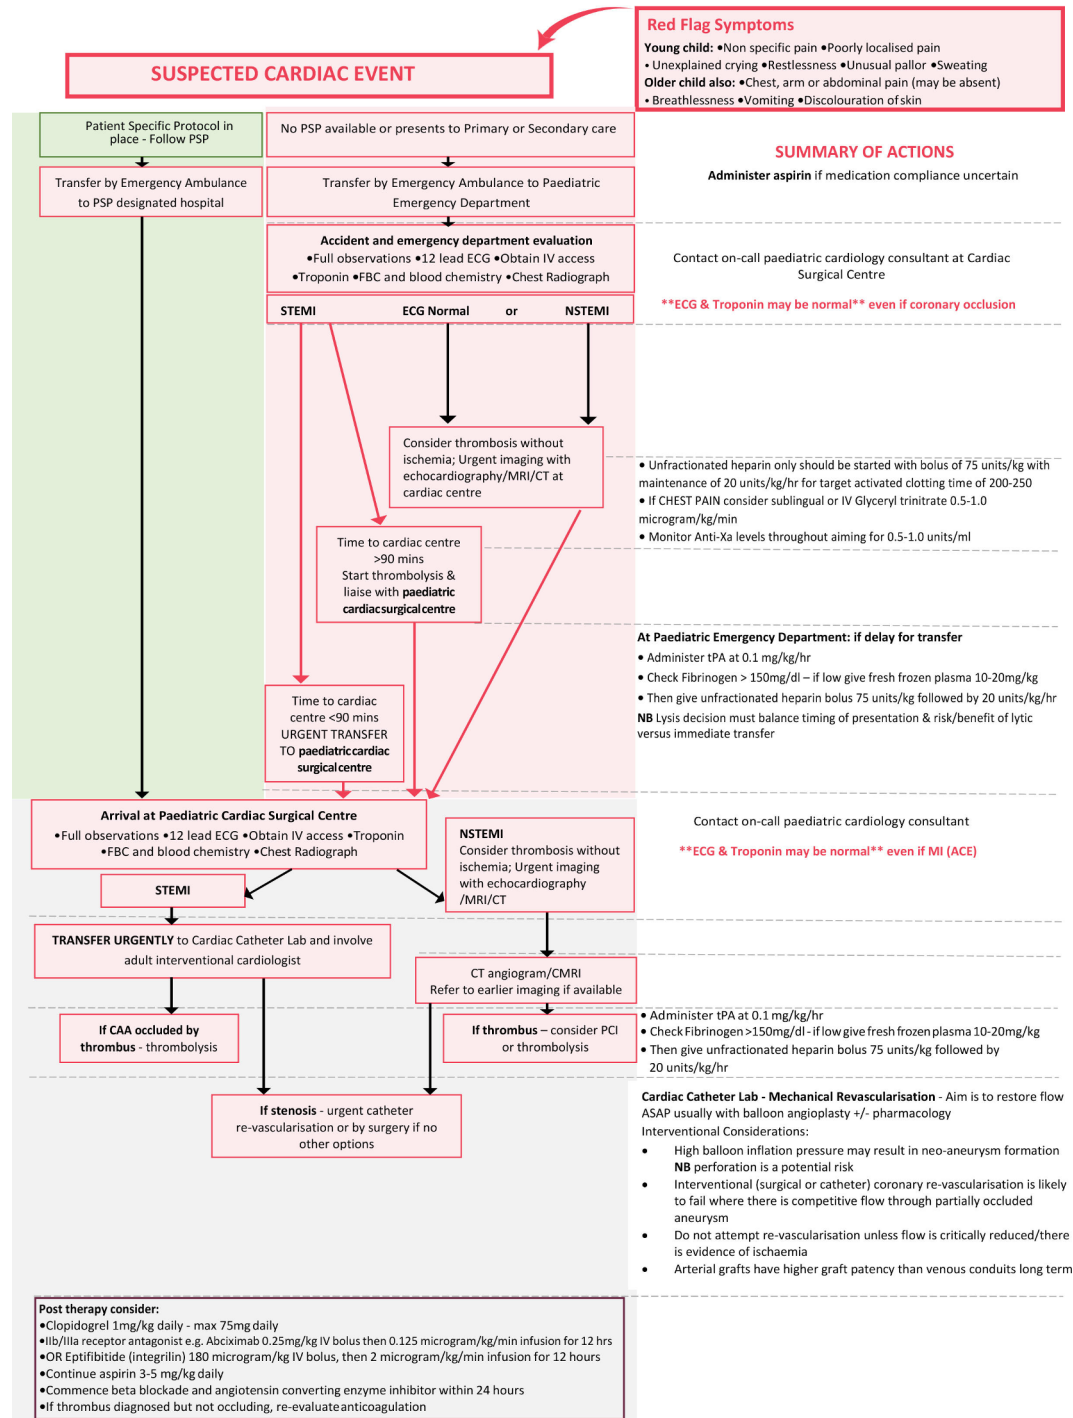 Red Flag Symptoms
Young child: •Non specific pain •Poorly localised pain
• Unexplained crying •Restlessness •Unusual pallor •Sweating
Older child also: •Chest, arm or abdominal pain (may be absent)
• Breathlessness •Vomiting •Discolouration of skin
SUSPECTED CARDIAC EVENT
Patient Specific Protocol in
place - Follow PSP
No PSP available or presents to Primary or Secondary care
SUMMARY OF ACTIONS
Administer aspirin if medication compliance uncertain
Transfer by Emergency Ambulance
to PSP designated hospital
Transfer by Emergency Ambulance to Paediatric
Emergency Department
Accident and emergency department evaluation
•Full observations •12 lead ECG •Obtain IV access
•Troponin •FBC and blood chemistry •Chest Radiograph
Contact on-call paediatric cardiology consultant at Cardiac
Surgical Centre
**ECG & Troponin may be normal** even if coronary occlusion
STEMI ECG Normal or NSTEMI
Consider thrombosis without
ischemia; Urgent imaging with
echocardiography/MRI/CT at
cardiac centre
• Unfractionated heparin only should be started with bolus of 75 units/kg with
maintenance of 20 units/kg/hr for target activated clotting time of 200-250
• If CHEST PAIN consider sublingual or IV Glyceryl trinitrate 0.5-1.0
microgram/kg/min
• Monitor Anti-Xa levels throughout aiming for 0.5-1.0 units/ml
Time to cardiac centre
>90 mins
Start thrombolysis &
liaise with paediatric
cardiac surgical centre
At Paediatric Emergency Department: if delay for transfer
• Administer tPA at 0.1 mg/kg/hr
• Check Fibrinogen > 150mg/dl – if low give fresh frozen plasma 10-20mg/kg
• Then give unfractionated heparin bolus 75 units/kg followed by 20 units/kg/hr
NB Lysis decision must balance timing of presentation & risk/benefit of lytic
versus immediate transfer
Time to cardiac
centre <90 mins
URGENT TRANSFER
TO paediatric cardiac
surgical centre
Arrival at Paediatric Cardiac Surgical Centre
•Full observations •12 lead ECG •Obtain IV access •Troponin
•FBC and blood chemistry •Chest Radiograph
NSTEMI
Consider thrombosis without
ischemia; Urgent imaging
with echocardiography
/MRI/CT
Contact on-call paediatric cardiology consultant
**ECG & Troponin may be normal** even if MI (ACE)
STEMI
TRANSFER URGENTLY to Cardiac Catheter Lab and involve
adult interventional cardiologist
CT angiogram/CMRI
Refer to earlier imaging if available
If CAA occluded by
thrombus - thrombolysis
If thrombus – consider PCI
or thrombolysis
• Administer tPA at 0.1 mg/kg/hr
• Check Fibrinogen >150mg/dl - if low give fresh frozen plasma 10-20mg/kg
• Then give unfractionated heparin bolus 75 units/kg followed by
20 units/kg/hr
If stenosis - urgent catheter
re-vascularisation or by surgery if no
other options
Cardiac Catheter Lab - Mechanical Revascularisation - Aim is to restore flow
ASAP usually with balloon angioplasty +/- pharmacology
Interventional Considerations:
• High balloon inflation pressure may result in neo-aneurysm formation
NB perforation is a potential risk
• Interventional (surgical or catheter) coronary re-vascularisation is likely
to fail where there is competitive flow through partially occluded
aneurysm
• Do not attempt re-vascularisation unless flow is critically reduced/there
is evidence of ischaemia
• Arterial grafts have higher graft patency than venous conduits long term
Post therapy consider:
•Clopidogrel 1mg/kg daily - max 75mg daily
•IIb/IIIa receptor antagonist e.g. Abciximab 0.25mg/kg IV bolus then 0.125 microgram/kg/min infusion for 12 hrs
•OR Eptifibitide (integrilin) 180 microgram/kg IV bolus, then 2 microgram/kg/min infusion for 12 hours
•Continue aspirin 3-5 mg/kg daily
•Commence beta blockade and angiotensin converting enzyme inhibitor within 24 hours
•If thrombus diagnosed but not occluding, re-evaluate anticoagulation